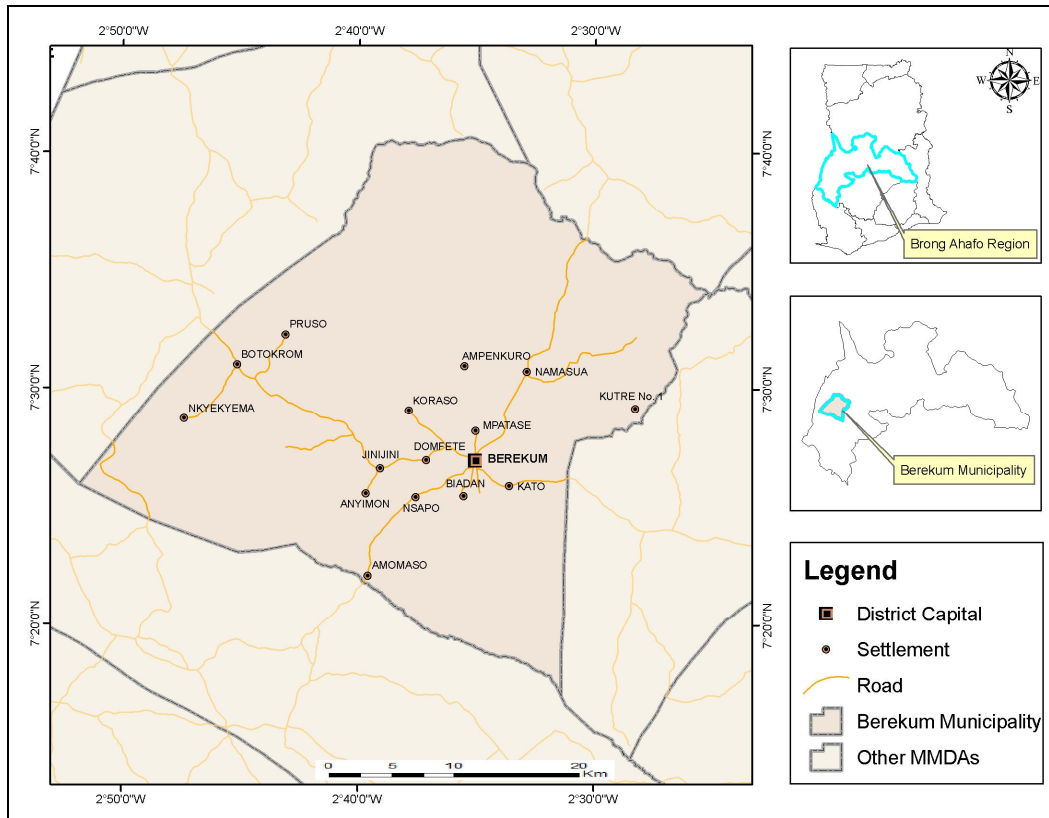 2°50'0"W 2°40'0"W 2°30'0"W
7°40'0"N
7°30'0"N
7°20'0"N
7°40'0"N
7°30'0"N
7°20'0"N
PRUSO
BOTOKROM
AMPENKURO
NAMASUA
NKYEKYEMA
KORASO
KUTRE No. 1
MPATASE
DOMFETE
JINIJINI
BEREKUM
BIADAN
KATO
ANYIMON
NSAPO
AMOMASO
0 5 10 20
Km
2°50'0"W 2°40'0"W 2°30'0"W
N
W E
S
Brong Ahafo Region
Berekum Municipality
Legend
District Capital
Settlement
Road
Berekum Municipality
Other MMDAs